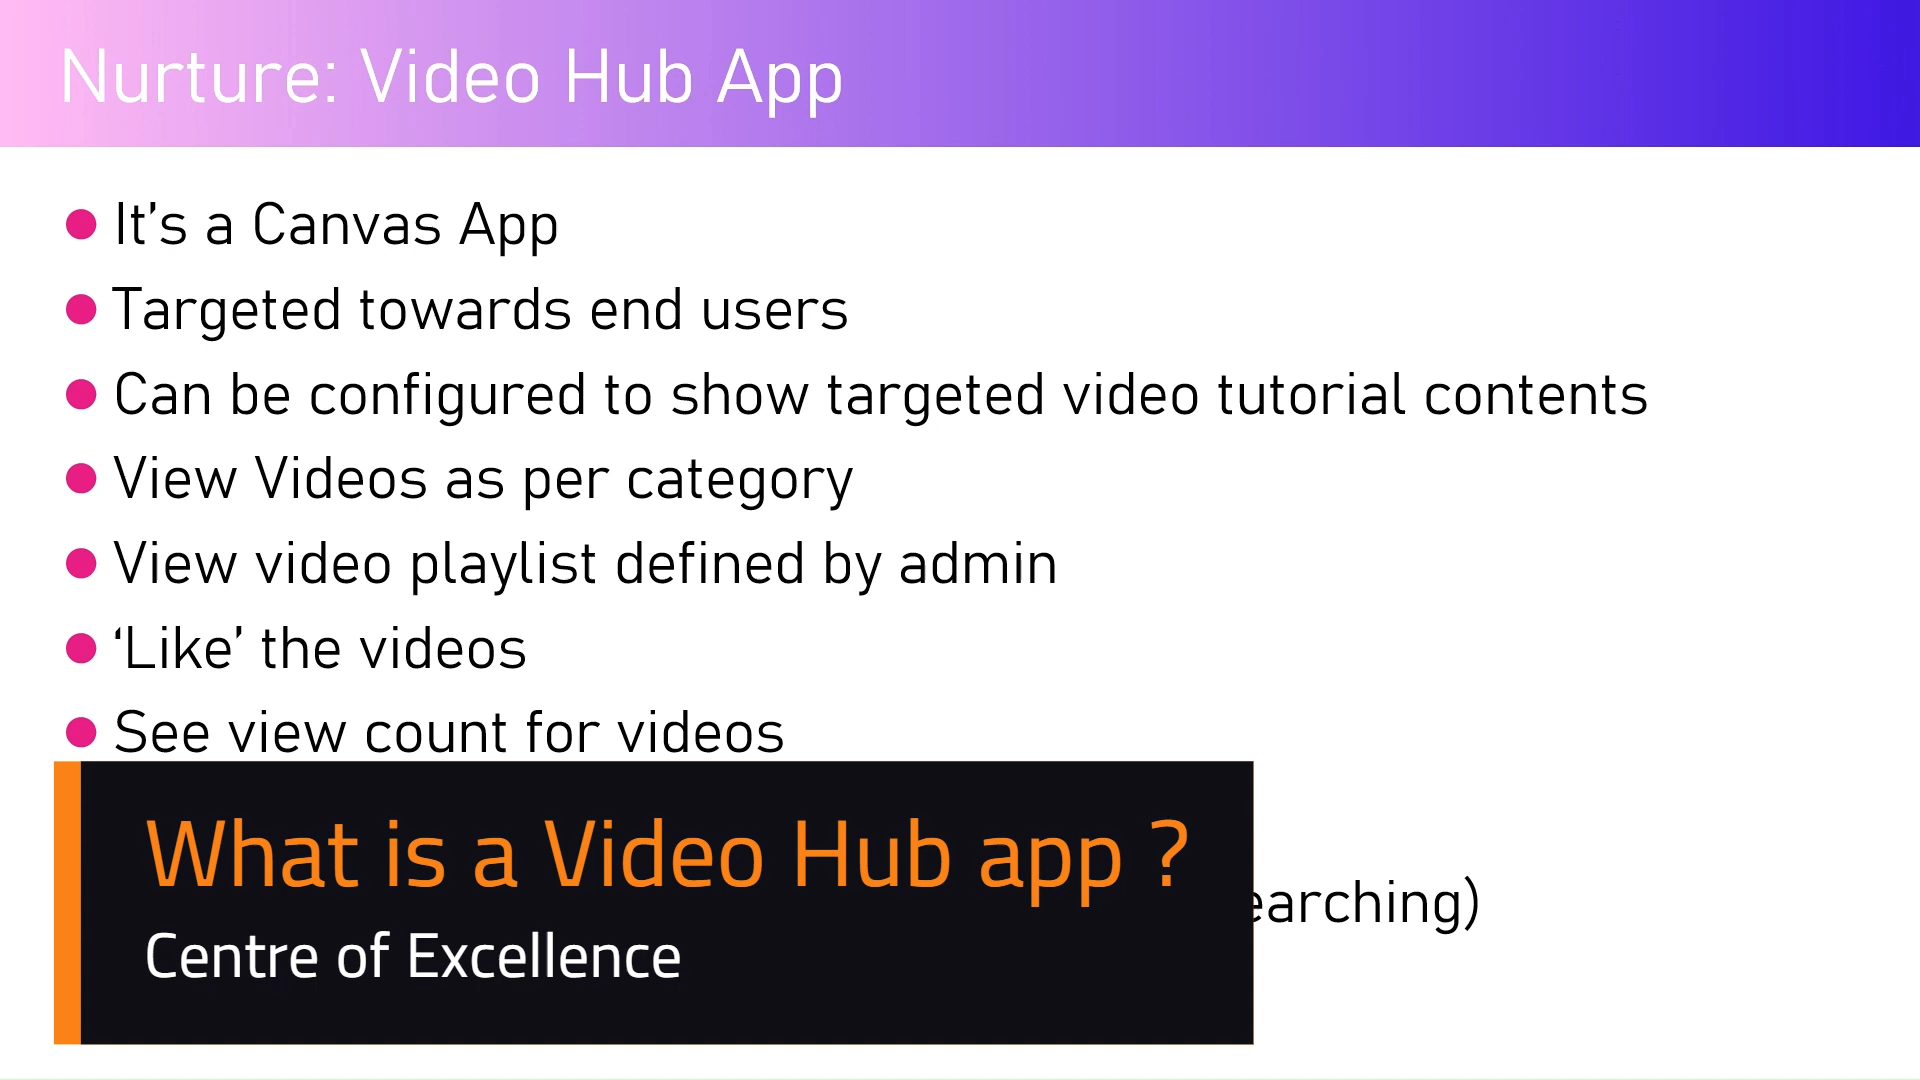 Nurture: Video Hub App
It’s a Canvas App
Targeted towards end users
Can be configured to show targeted video tutorial contents
View Videos as per category
View video playlist defined by admin
‘Like’ the videos
See view count for videos
What is a Video Hub app ?
Centre of Excellence